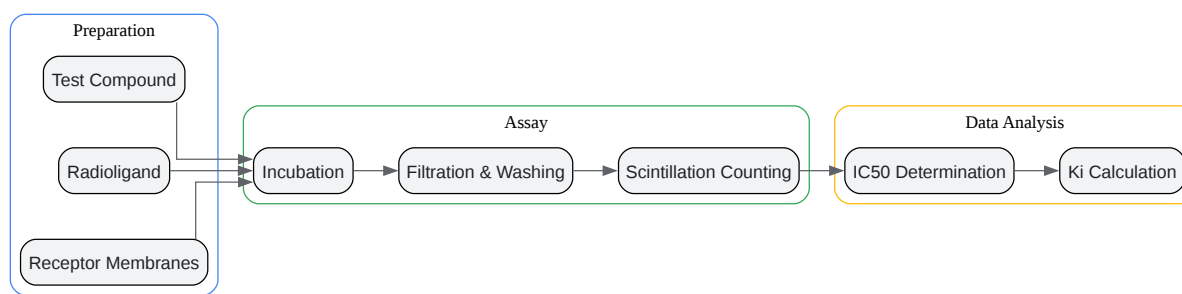 Preparation
Test Compound
Radioligand
Receptor Membranes
Assay
Incubation
Filtration & Washing
Scintillation Counting
Data Analysis
IC50 Determination
Ki Calculation